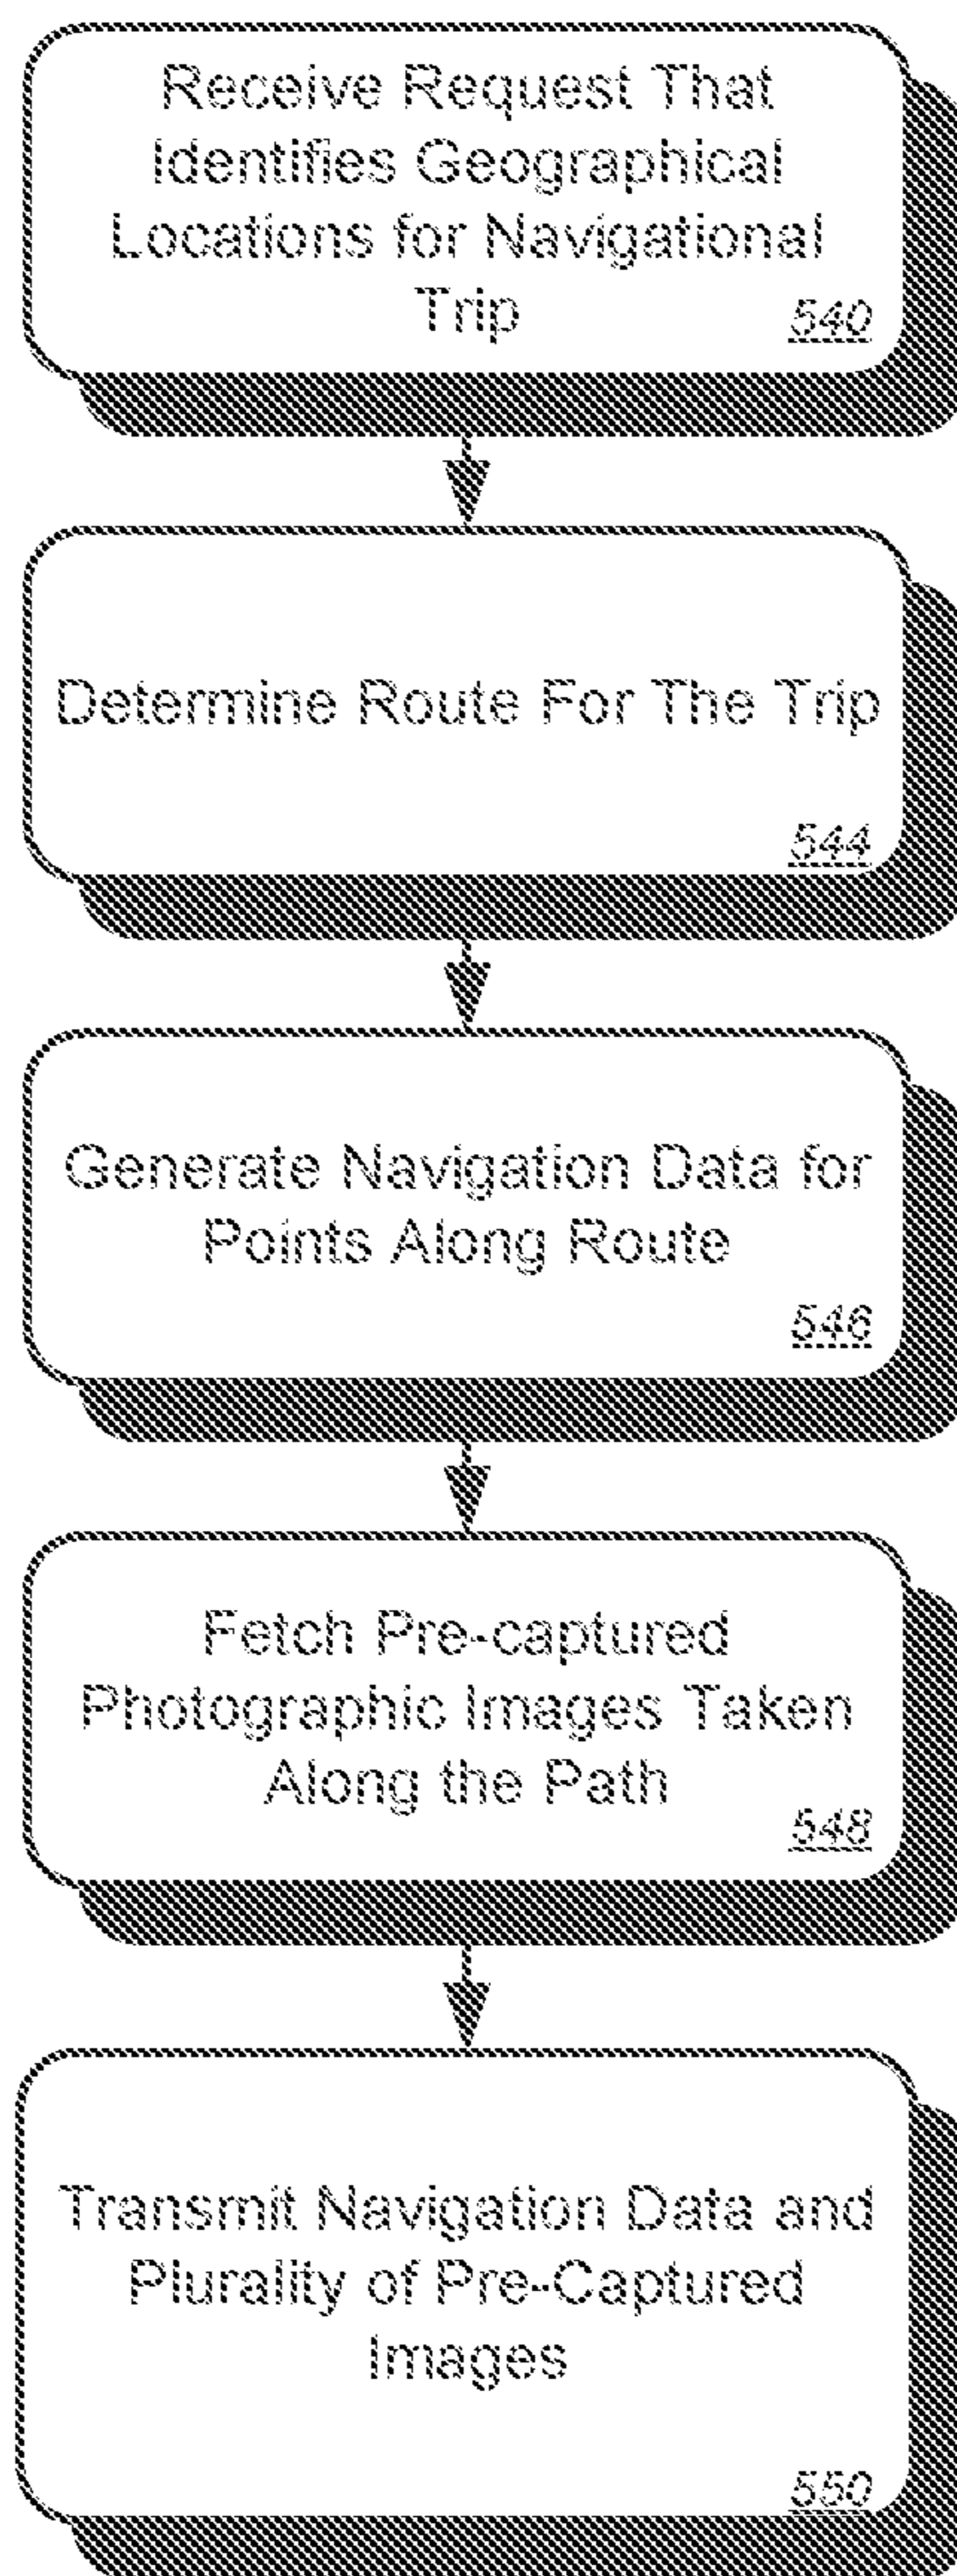 Receive Request That
Identifies Geographical
Locations for Navigational
Trip
540
Determine Route For The Trip
544
Generate Navigation Data for
Points Along Route
546
Fetch Pre-captured
Photographic Images Taken
Along the Path
548
Transmit Navigation Data and
Plurality of Pre-Captured
Images
550